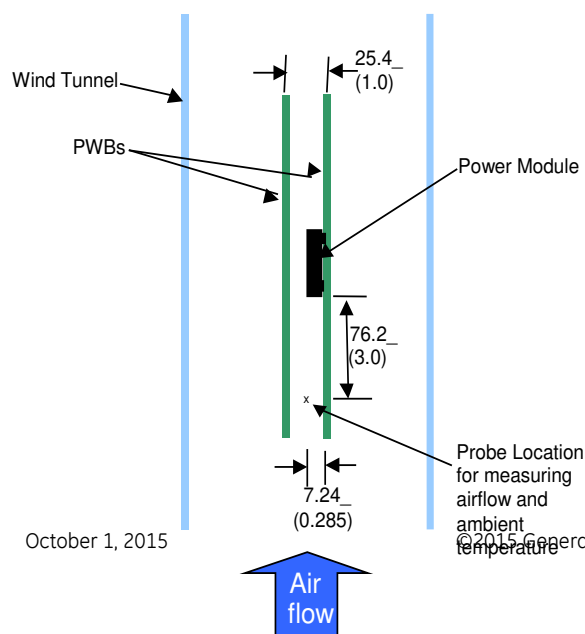 25.4_
(1.0)
Wind Tunnel
PWBs
Power Module
76.2_
(3.0)
x
Probe Location
for measuring
airflow and
ambient
temperature
7.24_
(0.285)
October 1, 2015
©2015
Air
flow